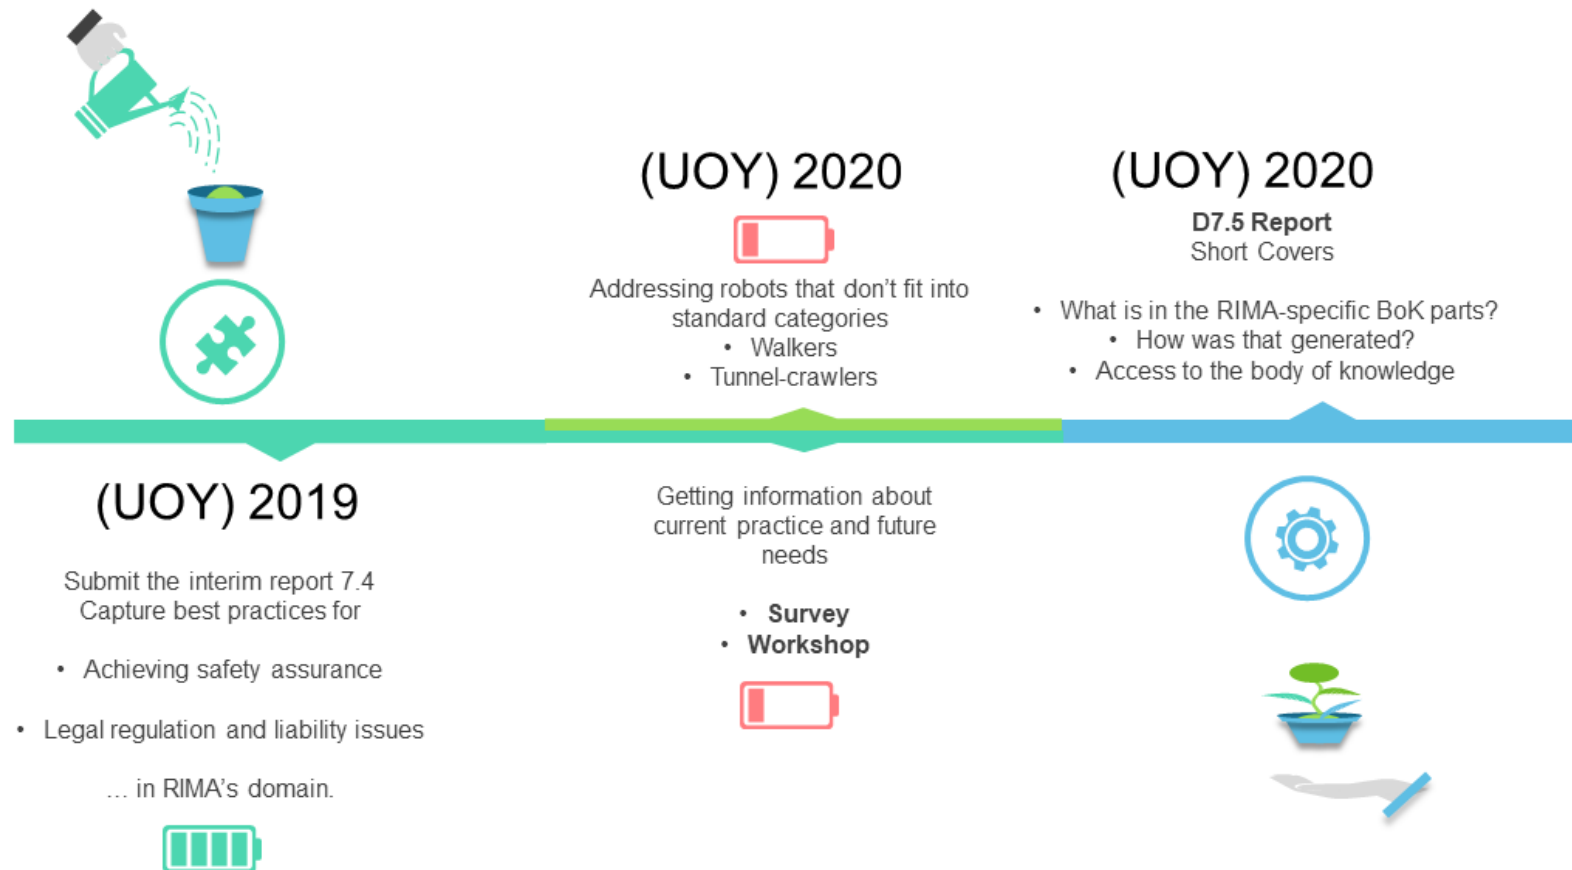 (UOY) 2019
Submit the interim report 7.4
Capture best practices for
• Achieving safety assurance
• Legal regulation and liability issues
... in RIMA's domain.
(UOY) 2020
Addressing robots that don't fit into
standard categories
• Walkers
• Tunnel-crawlers
Getting information about
current practice and future
needs
• Survey
• Workshop
(UOY) 2020
D7.5 Report
Short Covers
• What is in the RIMA-specific BoK parts?
• How was that generated?
• Access to the body of knowledge